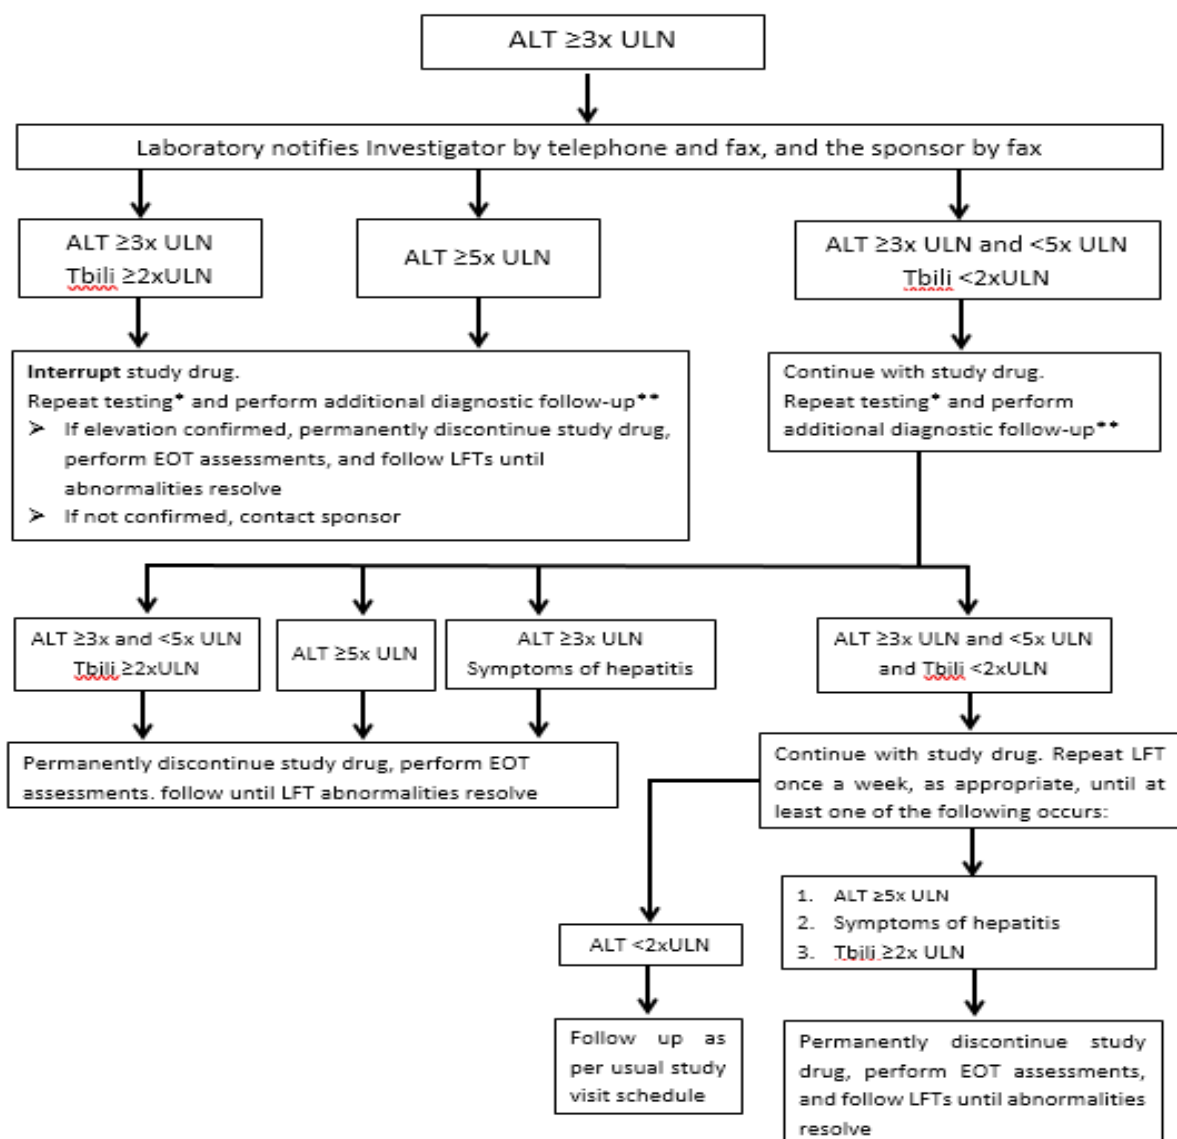 ALT ≥3x ULN
Laboratory notifies Investigator by telephone and fax, and the sponsor by fax
ALT ≥3x ULN
Tbili ≥2xULN
ALT ≥5x ULN
ALT ≥3x ULN and <5x ULN
Tbili <2xULN
Interrupt study drug.
Repeat testing* and perform additional diagnostic follow-up**
➢ If elevation confirmed, permanently discontinue study drug,
perform EOT assessments, and follow LFTs until
abnormalities resolve
➢ If not confirmed, contact sponsor
Continue with study drug.
Repeat testing* and perform
additional diagnostic follow-up**
ALT ≥3x and <5x ULN
Tbili ≥2xULN
ALT ≥5x ULN
ALT ≥3x ULN
Symptoms of hepatitis
ALT ≥3x ULN and <5x ULN
and Tbili <2xULN
Permanently discontinue study drug, perform EOT
assessments. follow until LFT abnormalities resolve
Continue with study drug. Repeat LFT
once a week, as appropriate, until at
least one of the following occurs:
1. ALT ≥5x ULN
2. Symptoms of hepatitis
3. Tbili ≥2x ULN
ALT <2xULN
Follow up as
per usual study
visit schedule
Permanently discontinue study
drug, perform EOT assessments,
and follow LFTs until abnormalities
resolve